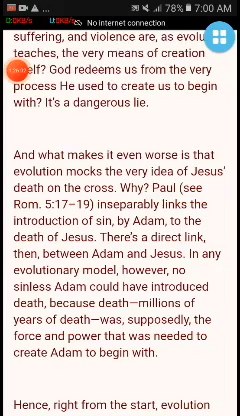 0KB/s
U:0KB/s
78% 7:00 AM
No internet connection
suffering, and violence are, as
teaches, the very means of creation
God redeems us from the very
process He used to create us to begin
with? It's a dangerous lie.
And what makes it even worse is that
evolution mocks the very idea of Jesus'
death on the cross. Why? Paul (see
Rom. 5:17–19) inseparably links the
introduction of sin, by Adam, to the
death of Jesus. There's a direct link,
then, between Adam and Jesus. In any
evolutionary model, however, no
sinless Adam could have introduced
death, because death—millions of
years of death—was, supposedly, the
force and power that was needed to
create Adam to begin with.
Hence, right from the start, evolution